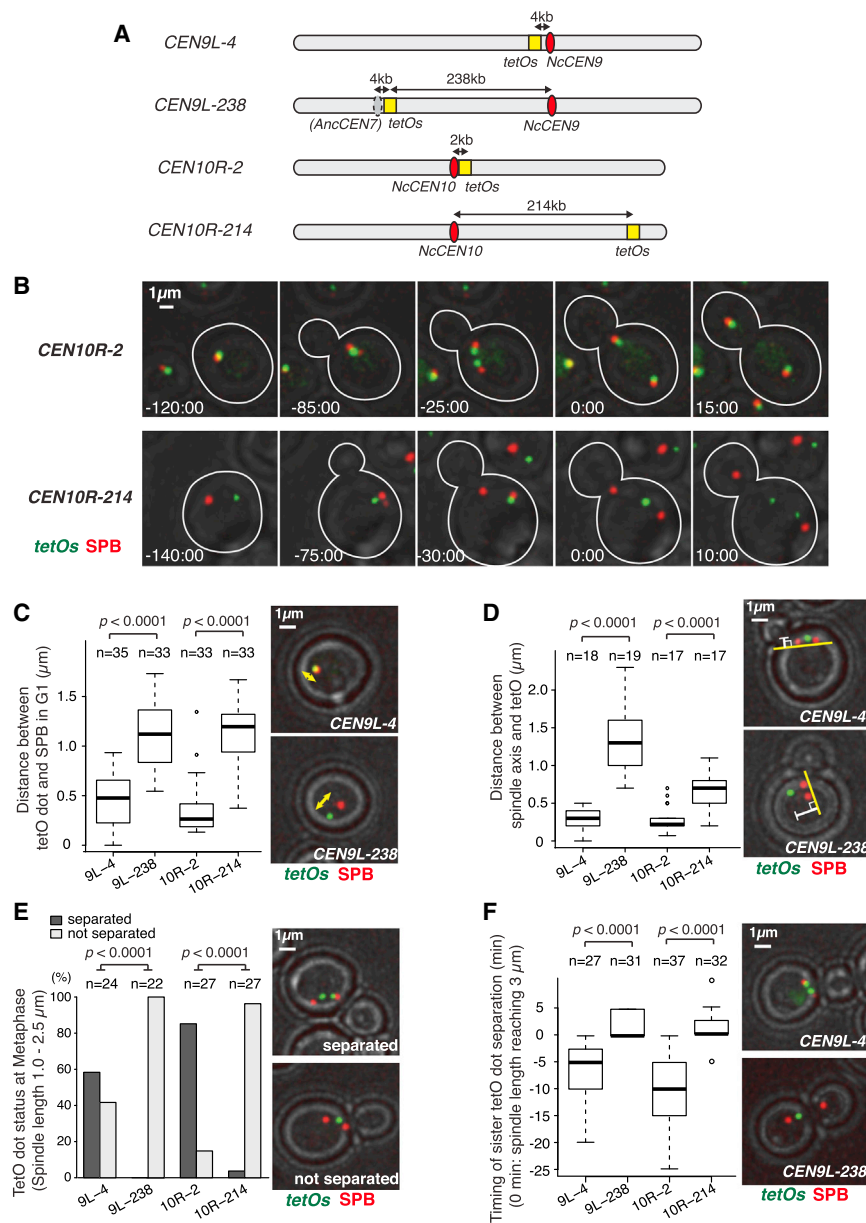 A
CEN9L-4
4kb
tetOs NcCEN9
CEN9L-238
4kb 238kb
(AncCEN7) tetOs NcCEN9
CEN10R-2
2kb
NcCEN10 tetOs
CEN10R-214
214kb
NcCEN10 tetOs
B
1µm
CEN10R-2
-120:00 -85:00 -25:00 0:00 15:00
CEN10R-214
tetOs SPB
-140:00 -75:00 -30:00 0:00 10:00
C
p < 0.0001 p < 0.0001
n=35 n=33 n=33 n=33
Distance between
tetO dot and SPB in G1 (µm)
1.5
1.0
0.5
0
9L-4 9L-238 10R-2 10R-214
1µm
CEN9L-4
CEN9L-238
tetOs SPB
D
p < 0.0001 p < 0.0001
n=18 n=19 n=17 n=17
Distance between
spindle axis and tetO (µm)
2.0
1.5
1.0
0.5
0
9L-4 9L-238 10R-2 10R-214
1µm
CEN9L-4
CEN9L-238
tetOs SPB
E
separated
not separated
p < 0.0001 p < 0.0001
n=24 n=22 n=27 n=27
(%)
TetO dot status at Metaphase
(Spindle length 1.0 - 2.5 µm)
100
80
60
40
20
0
9L-4 9L-238 10R-2 10R-214
1µm
separated
not separated
tetOs SPB
F
p < 0.0001 p < 0.0001
n=27 n=31 n=37 n=32
Timing of sister tetO dot separation (min)
(0 min: spindle length reaching 3 µm)
5
0
-5
-10
-15
-20
-25
9L-4 9L-238 10R-2 10R-214
1µm
CEN9L-4
CEN9L-238
tetOs SPB